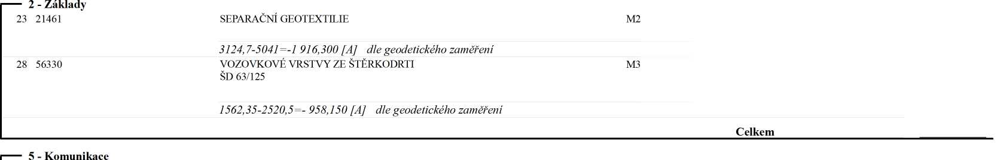 2 - Základy
23 21461 SEPARAČNÍ GEOTEXTILIE M2
3124,7-5041=-1 916,300 [A] dle geodetického zaměření
28 56330 VOZOVKOVÉ VRSTVY ZE ŠTĚRKODRTI M3
ŠD 63/125
1562,35-2520,5=- 958,150 [A] dle geodetického zaměření
Celkem
5 - Komunikace